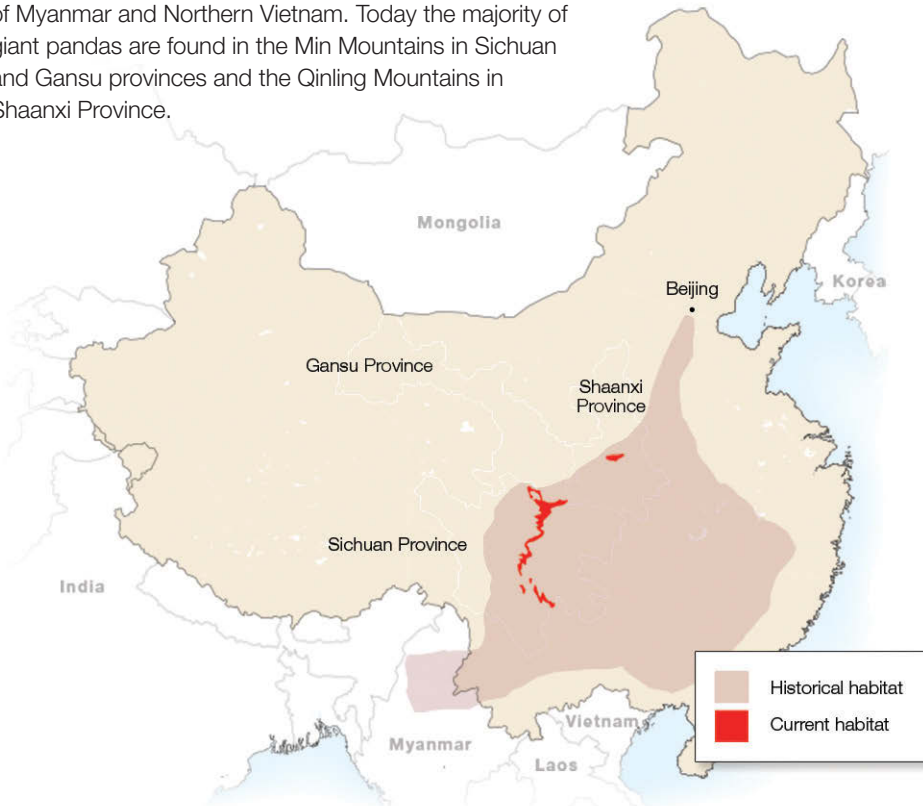 of Myanmar and Northern Vietnam. Today the majority of
giant pandas are found in the Min Mountains in Sichuan
and Gansu provinces and the Qinling Mountains in
Shaanxi Province.
Mongolia
Beijing
Korea
Gansu Province
Shaanxi
Province
Sichuan Province
India
Historical habitat
Current habitat
Vietnam
Myanmar
Laos